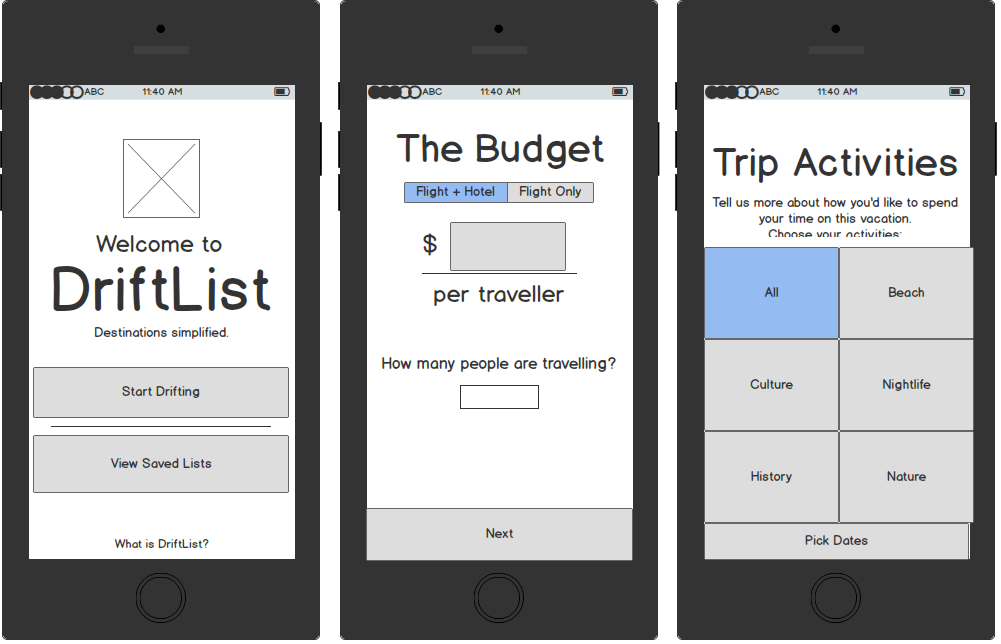 ABC 11:40 AM
Welcome to
DriftList
Destinations simplified.
Start Drifting
View Saved Lists
What is DriftList?
ABC 11:40 AM
The Budget
Flight + Hotel Flight Only
$
per traveller
How many people are travelling?
Next
ABC 11:40 AM
Trip Activities
Tell us more about how you'd like to spend
your time on this vacation.
Choose your activities:
All Beach
Culture Nightlife
History Nature
Pick Dates